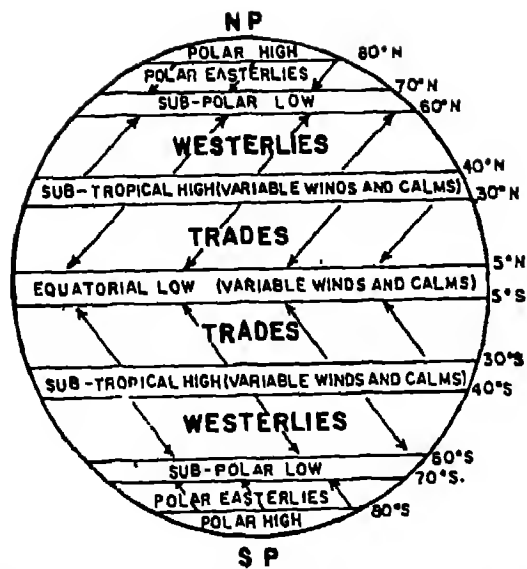 NP
POLAR HIGH 80°N
POLAR EASTERLIES
70°N
SUB-POLAR LOW 60°N
WESTERLIES
40°N
SUB-TROPICAL HIGH(VARIABLE WINDS AND CALMS) 30°N
TRADES
5°N
EQUATORIAL LOW (VARIABLE WINDS AND CALMS) 5°S
TRADES
30°S
SUB-TROPICAL HIGH(VARIABLE WINDS AND CALMS) 40°S
WESTERLIES
60°S
SUB-POLAR LOW 70°S.
POLAR EASTERLIES
80°S
POLAR HIGH
SP